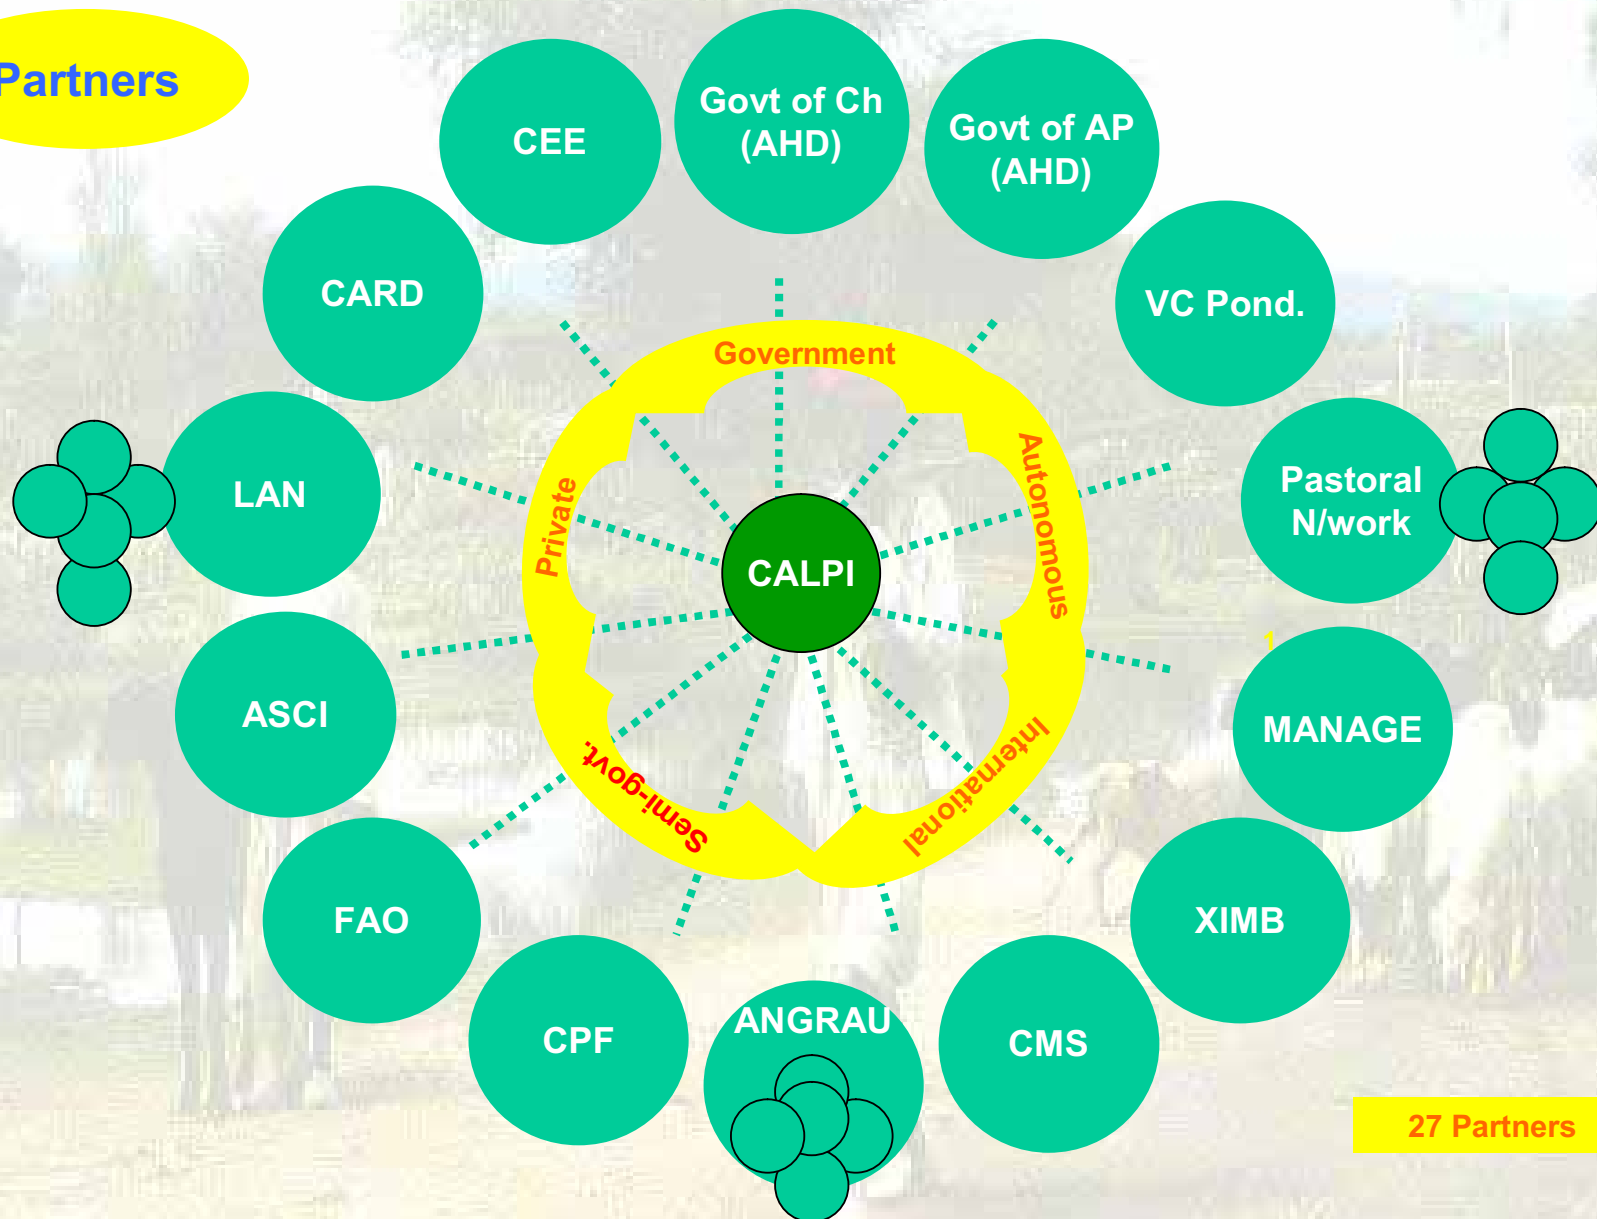 Partners
CEE
Govt of Ch
(AHD)
Govt of AP
(AHD)
CARD
VC Pond.
Government
Autonomous
Private
LAN
Pastoral
N/work
CALPI
1
ASCI
MANAGE
International
Semi-govt.
FAO
XIMB
CPF
ANGRAU
CMS
27 Partners